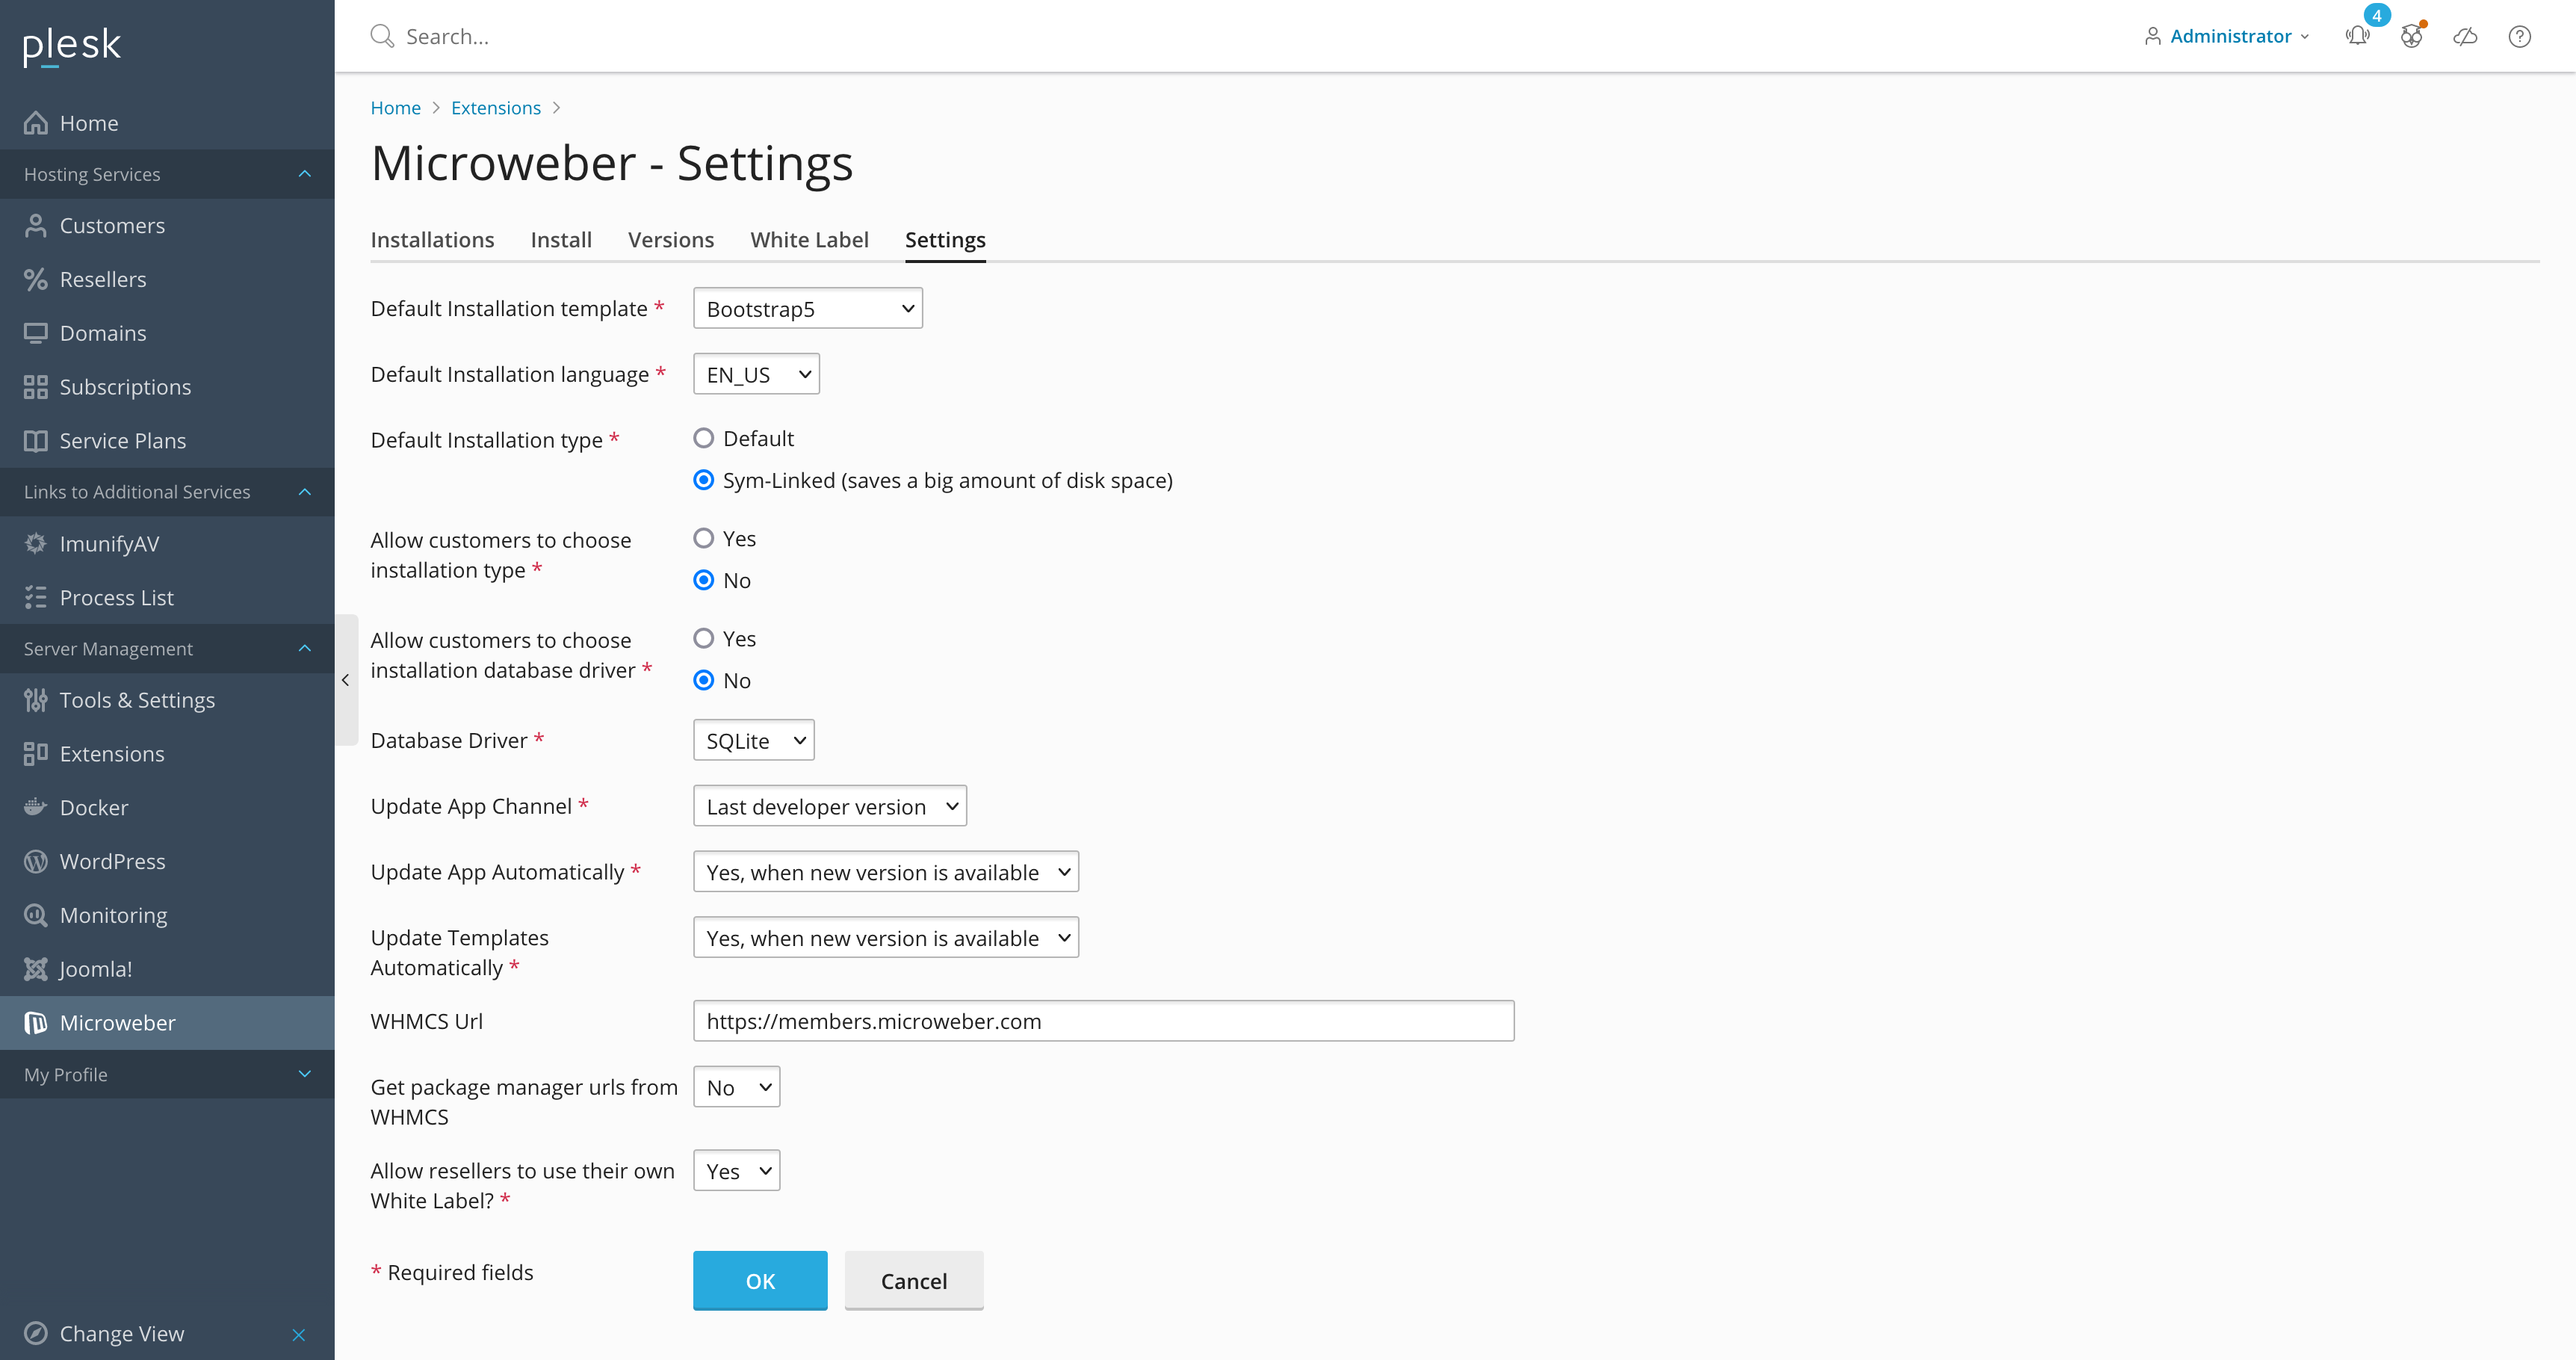 plesk
Home
Hosting Services
Customers
Resellers
Domains
Subscriptions
Service Plans
Links to Additional Services
ImunifyAV
Process List
Server Management
Tools & Settings
Extensions
Docker
WordPress
Monitoring
Joomla!
Microweber
My Profile
Change View
Search...
Administrator
4
Home > Extensions >
Microweber - Settings
Installations Install Versions White Label Settings
Default Installation template * Bootstrap5
Default Installation language * EN_US
Default Installation type * Default
Sym-Linked (saves a big amount of disk space)
Allow customers to choose
installation type *
Yes
No
Allow customers to choose
installation database driver *
Yes
No
Database Driver * SQLite
Update App Channel * Last developer version
Update App Automatically * Yes, when new version is available
Update Templates
Automatically *
Yes, when new version is available
WHMCS Url https://members.microweber.com
Get package manager urls from
WHMCS
No
Allow resellers to use their own
White Label? *
Yes
* Required fields
OK Cancel